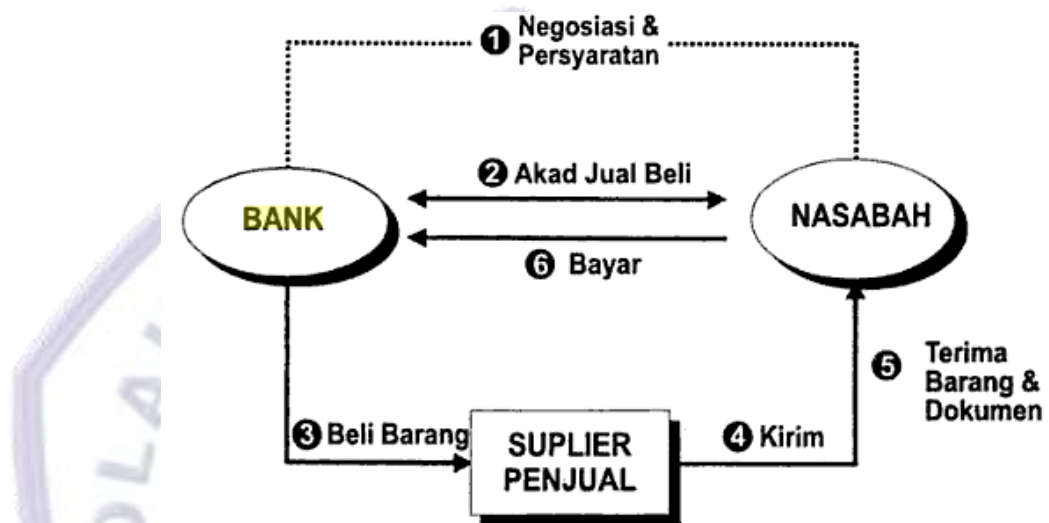 ❶ Negosiasi &
Persyaratan
❷ Akad Jual Beli
BANK
NASABAH
❻ Bayar
❺ Terima
Barang &
Dokumen
❸ Beli Barang
SUPLIER
PENJUAL
❹ Kirim